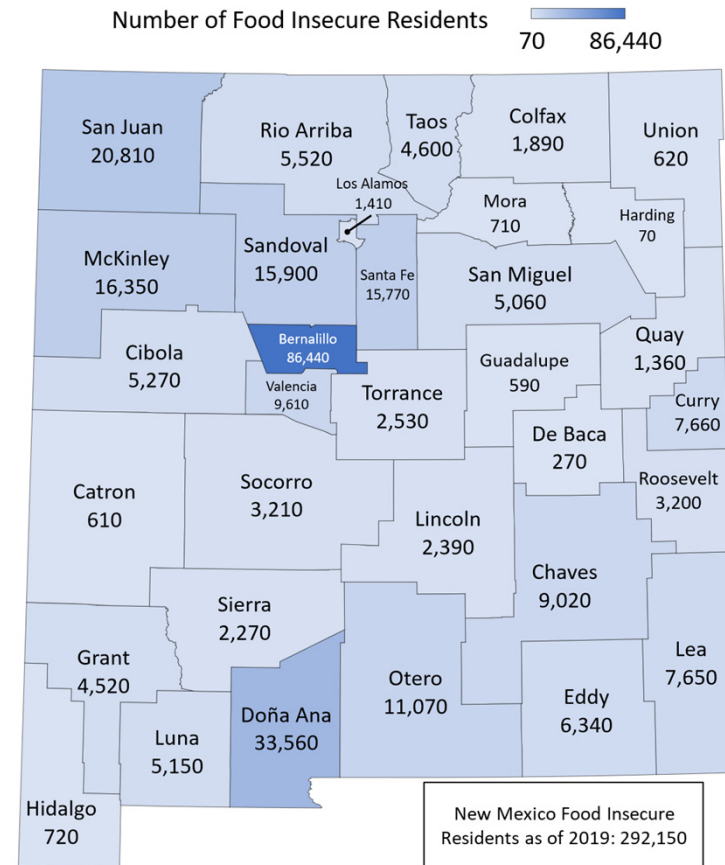 Number of Food Insecure Residents
70 86,440
San Juan
20,810
Rio Arriba
5,520
Taos
4,600
Colfax
1,890
Union
620
Los Alamos
1,410
Mora
710
Harding
70
McKinley
16,350
Sandoval
15,900
Santa Fe
15,770
San Miguel
5,060
Quay
1,360
Cibola
5,270
Bernalillo
86,440
Valencia
9,610
Torrance
2,530
Guadalupe
590
Curry
7,660
De Baca
270
Catron
610
Socorro
3,210
Lincoln
2,390
Roosevelt
3,200
Chaves
9,020
Sierra
2,270
Grant
4,520
Lea
7,650
Otero
11,070
Eddy
6,340
Doña Ana
33,560
Luna
5,150
Hidalgo
720
New Mexico Food Insecure
Residents as of 2019: 292,150